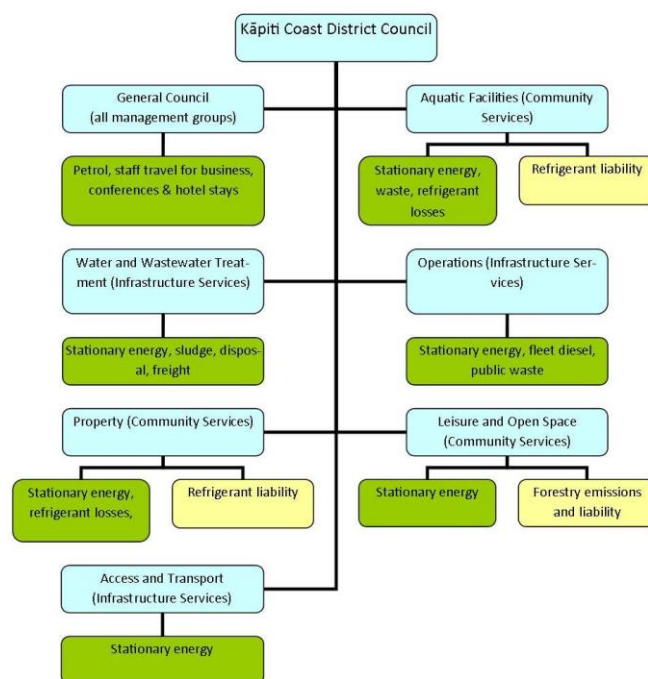 Kāpiti Coast District Council
General Council
(all management groups)
Aquatic Facilities (Community
Services)
Petrol, staff travel for business,
conferences & hotel stays
Stationary energy,
waste, refrigerant
losses
Refrigerant liability
Water and Wastewater Treat-
ment (Infrastructure Services)
Operations (Infrastructure Ser-
vices)
Stationary energy, sludge, dispos-
al, freight
Stationary energy, fleet diesel,
public waste
Property (Community Services)
Leisure and Open Space
(Community Services)
Stationary energy,
refrigerant losses,
Refrigerant liability
Stationary energy
Forestry emissions
and liability
Access and Transport
(Infrastructure Services)
Stationary energy